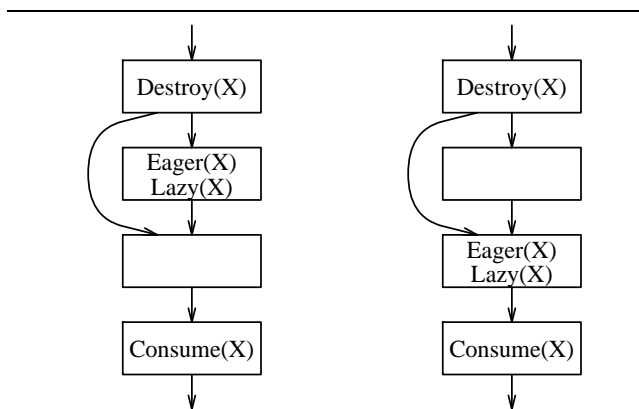 Destroy(X)
Eager(X)
Lazy(X)
Consume(X)
Destroy(X)
Eager(X)
Lazy(X)
Consume(X)